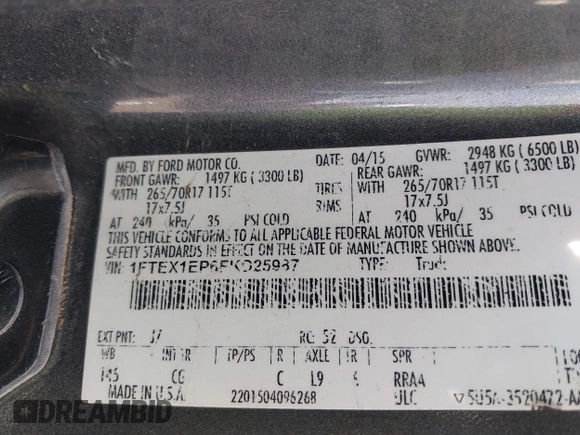 MFD. BY FORD MOTOR CO.
DATE: 04/15 GVWR: 2948 KG ( 6500 LB)
FRONT GAWR: 1497 KG ( 3300 LB) REAR GAWR: 1497 KG ( 3300 LB)
WITH 265/70R17 115T TIRES WITH 265/70R17 115T
17x7.5J RIMS 17x7.5J
AT 240 kPa/ 35 PSI COLD AT 240 kPa/ 35 PSI COLD
THIS VEHICLE CONFORMS TO ALL APPLICABLE FEDERAL MOTOR VEHICLE
SAFETY STANDARDS IN EFFECT ON THE DATE OF MANUFACTURE SHOWN ABOVE.
TYPE: Truck
EXT PNT: RC: 52 DSO:
WB TP/PS R AXLE TR SPR
145 CG C L9 RRA4
MADE IN U.S.A. 2201504096268
DREAMBID